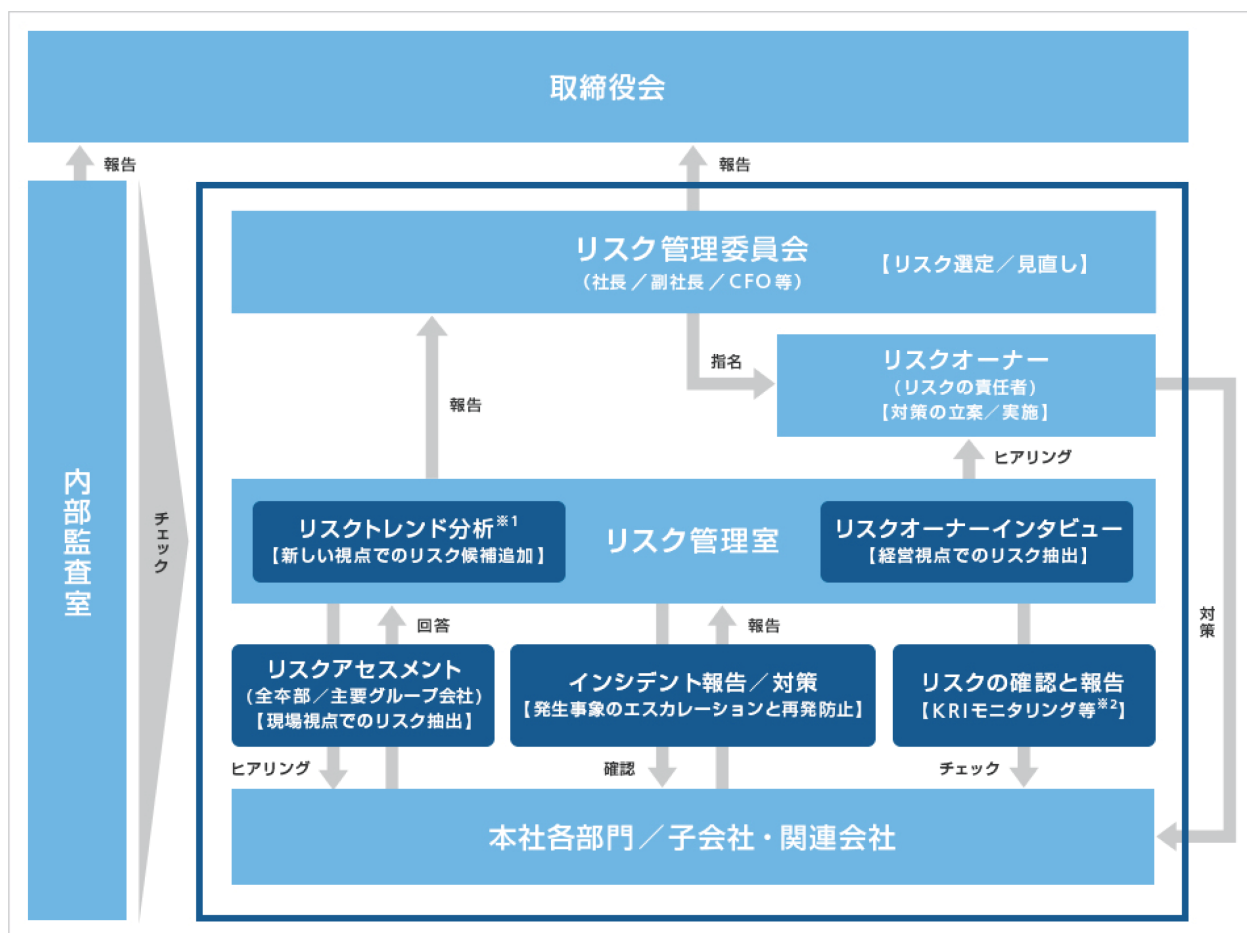 取締役会
報告
報告
リスク管理委員会
(社長／副社長／CFO等)
【リスク選定／見直し】
指名
リスクオーナー
(リスクの責任者)
【対策の立案／実施】
報告
ヒアリング
内部監査室
チェック
リスクトレンド分析※1
【新しい視点でのリスク候補追加】
リスク管理室
リスクオーナーインタビュー
【経営視点でのリスク抽出】
対策
回答
報告
リスクアセスメント
(全本部／主要グループ会社)
【現場視点でのリスク抽出】
インシデント報告／対策
【発生事象のエスカレーションと再発防止】
リスクの確認と報告
【KRIモニタリング等※2】
ヒアリング
確認
チェック
本社各部門／子会社・関連会社